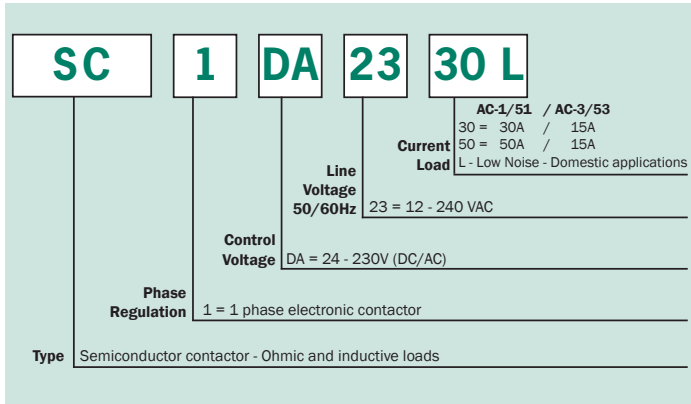 SC 1 DA 23 30 L
AC-1/51 / AC-3/53
30 = 30A / 15A
Current 50 = 50A / 15A
Load L - Low Noise - Domestic applications
Line
Voltage
50/60Hz 23 = 12 - 240 VAC
Control
Voltage DA = 24 - 230V (DC/AC)
Phase
Regulation 1 = 1 phase electronic contactor
Type Semiconductor contactor - Ohmic and inductive loads